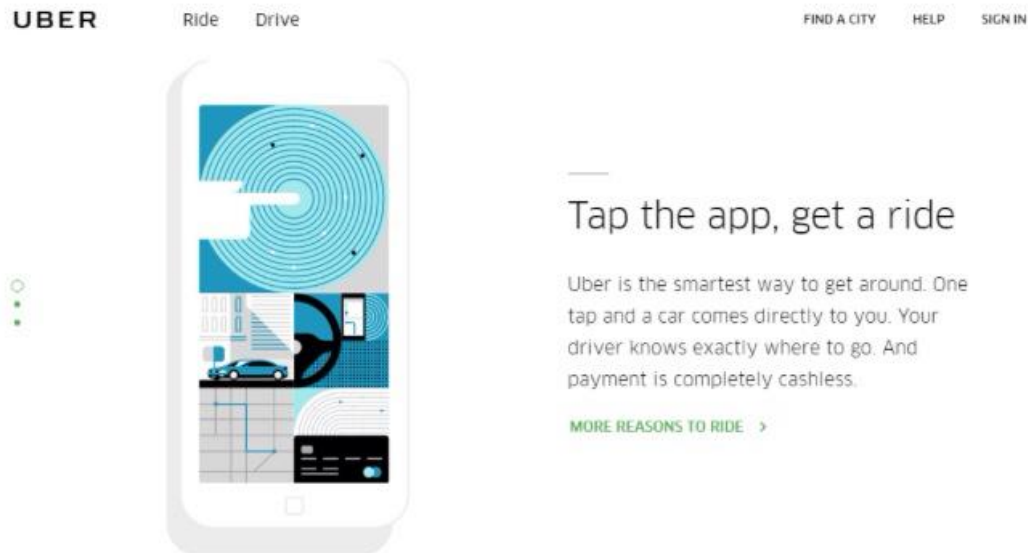 UBER Ride Drive FIND A CITY HELP SIGN IN
Tap the app, get a ride
Uber is the smartest way to get around. One
tap and a car comes directly to you. Your
driver knows exactly where to go. And
payment is completely cashless.
MORE REASONS TO RIDE >